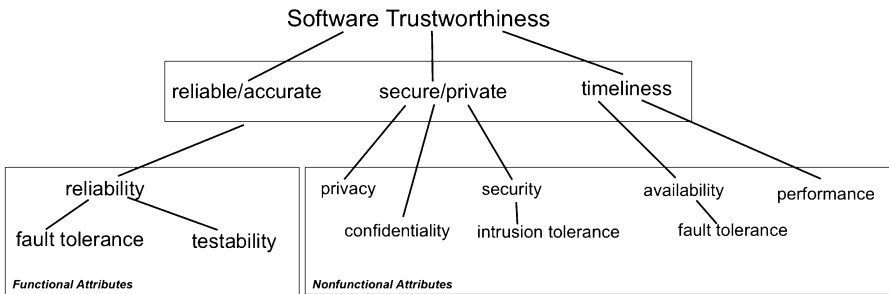 Software Trustworthiness
reliable/accurate
secure/private
timeliness
reliability
fault tolerance
testability
Functional Attributes
privacy
security
availability
performance
confidentiality
intrusion tolerance
fault tolerance
Nonfunctional Attributes